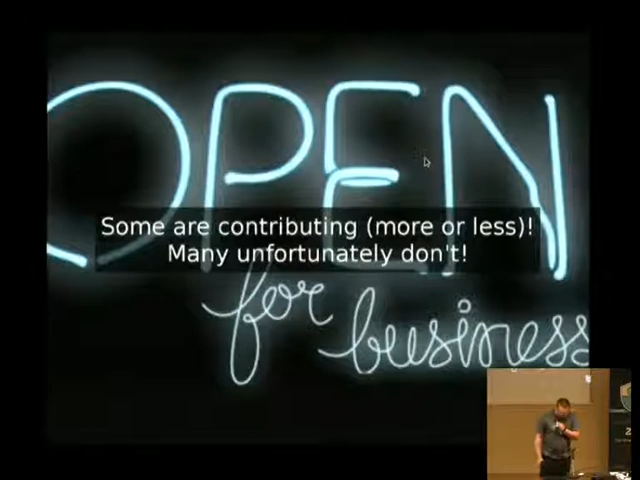 OPEN
Some are contributing (more or less)!
Many unfortunately don't!
for business